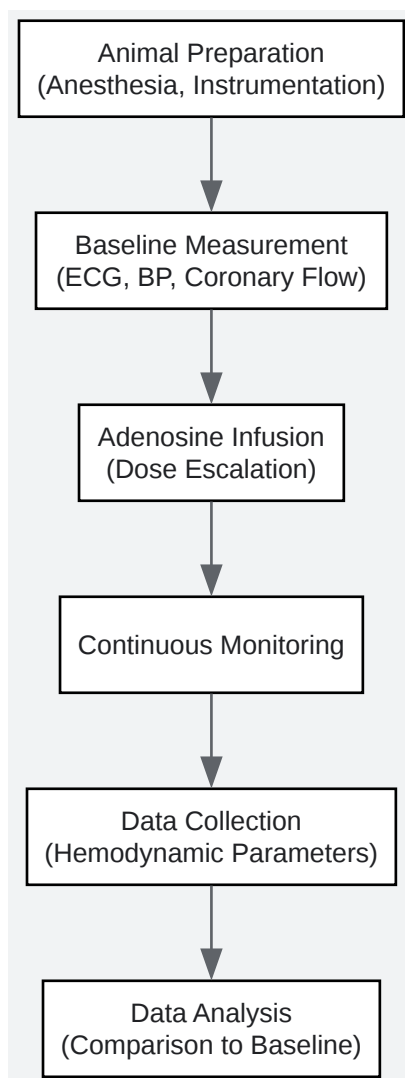 Animal Preparation
(Anesthesia, Instrumentation)
Baseline Measurement
(ECG, BP, Coronary Flow)
Adenosine Infusion
(Dose Escalation)
Continuous Monitoring
Data Collection
(Hemodynamic Parameters)
Data Analysis
(Comparison to Baseline)